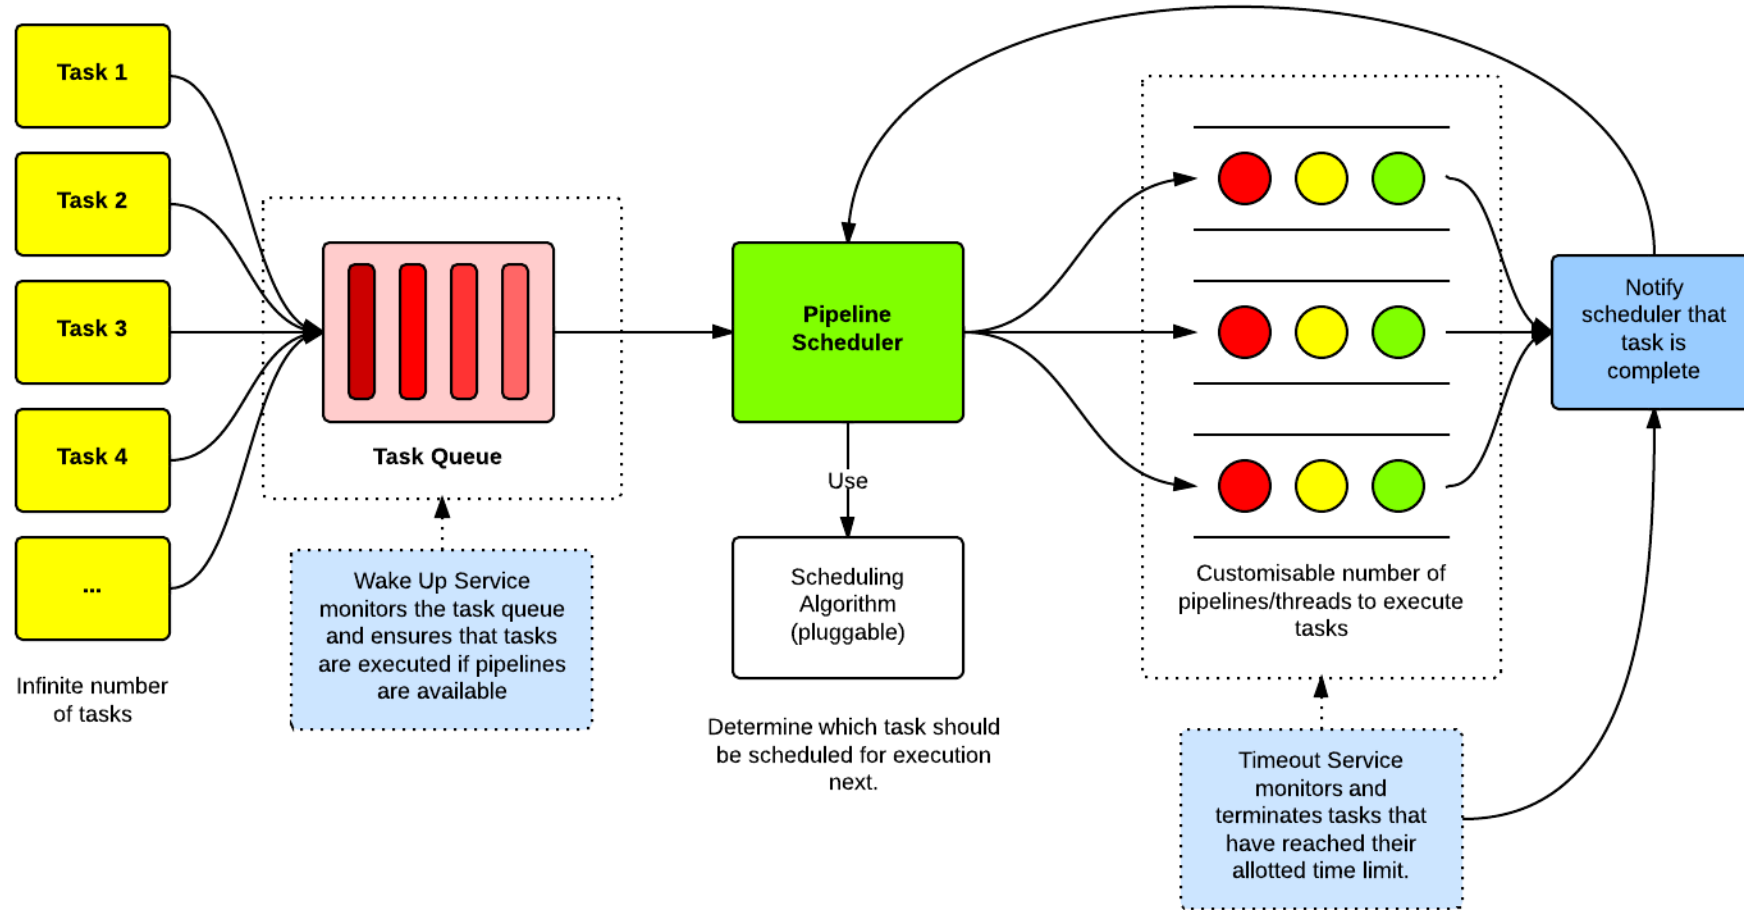 Task 1
Task 2
Task 3
Task 4
...
Infinite number
of tasks
Task Queue
Wake Up Service
monitors the task queue
and ensures that tasks
are executed if pipelines
are available
Pipeline
Scheduler
Use
Scheduling
Algorithm
(pluggable)
Determine which task should
be scheduled for execution
next.
Customisable number of
pipelines/threads to execute
tasks
Timeout Service
monitors and
terminates tasks that
have reached their
allotted time limit.
Notify
scheduler that
task is
complete